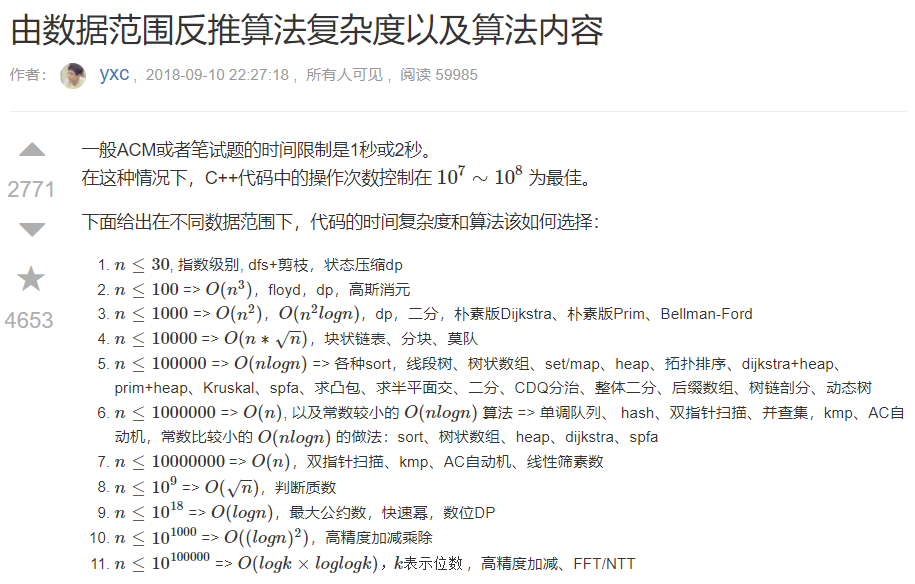 由数据范围反推算法复杂度以及算法内容
作者： yxc , 2018-09-10 22:27:18 , 所有人可见 , 阅读 59985
一般ACM或者笔试题的时间限制是1秒或2秒。
2771
在这种情况下，C++代码中的操作次数控制在 10^7 ∼ 10^8 为最佳。
下面给出在不同数据范围下，代码的时间复杂度和算法该如何选择：
4653
1. n ≤ 30, 指数级别, dfs+剪枝，状态压缩dp
2. n ≤ 100 => O(n^3)，floyd，dp，高斯消元
3. n ≤ 1000 => O(n^2)，O(n^2logn)，dp，二分，朴素版Dijkstra、朴素版Prim、Bellman-Ford
4. n ≤ 10000 => O(n * √n)，块状链表、分块、莫队
5. n ≤ 100000 => O(nlogn) => 各种sort，线段树、树状数组、set/map、heap、拓扑排序、dijkstra+heap、
prim+heap、Kruskal、spfa、求凸包、求半平面交、二分、CDQ分治、整体二分、后缀数组、树链剖分、动态树
6. n ≤ 1000000 => O(n), 以及常数较小的 O(nlogn) 算法 => 单调队列、 hash、双指针扫描、并查集，kmp、AC自
动机，常数比较小的 O(nlogn) 的做法：sort、树状数组、heap、dijkstra、spfa
7. n ≤ 10000000 => O(n)，双指针扫描、kmp、AC自动机、线性筛素数
8. n ≤ 10^9 => O(√n)，判断质数
9. n ≤ 10^18 => O(logn)，最大公约数，快速幂，数位DP
10. n ≤ 10^1000 => O((logn)^2)，高精度加减乘除
11. n ≤ 10^100000 => O(logk × loglogk)，k表示位数，高精度加减、FFT/NTT